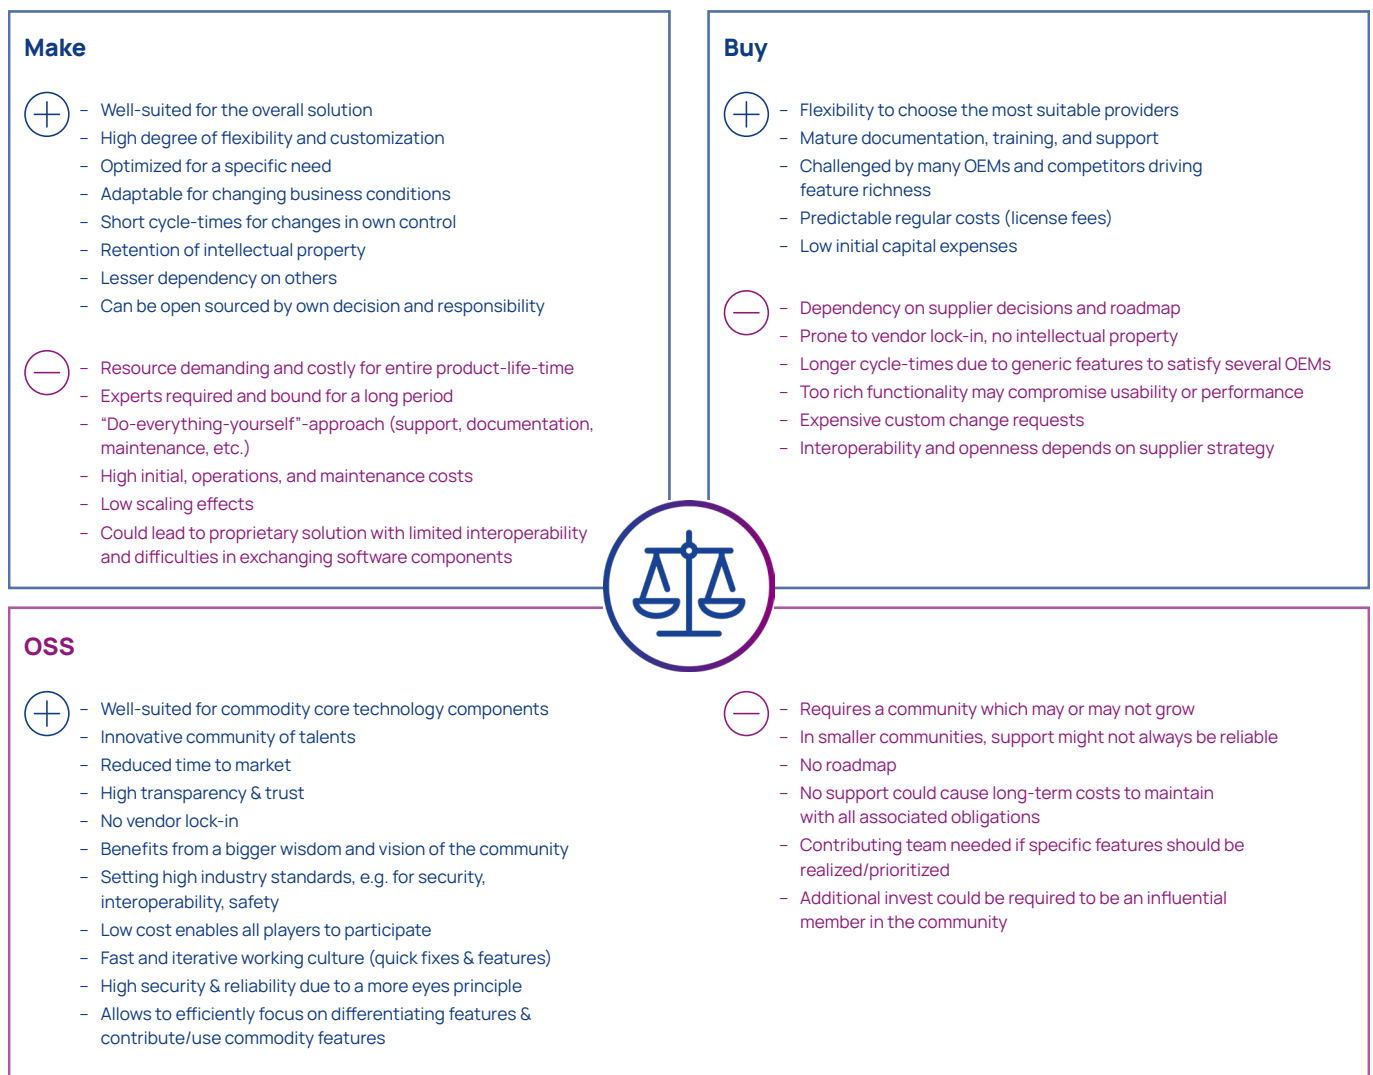 Make
– Well-suited for the overall solution
– High degree of flexibility and customization
– Optimized for a specific need
– Adaptable for changing business conditions
– Short cycle-times for changes in own control
– Retention of intellectual property
– Lesser dependency on others
– Can be open sourced by own decision and responsibility
– Resource demanding and costly for entire product-life-time
– Experts required and bound for a long period
– “Do-everything-yourself”-approach (support, documentation,
maintenance, etc.)
– High initial, operations, and maintenance costs
– Low scaling effects
– Could lead to proprietary solution with limited interoperability
and difficulties in exchanging software components
Buy
– Flexibility to choose the most suitable providers
– Mature documentation, training, and support
– Challenged by many OEMs and competitors driving
feature richness
– Predictable regular costs (license fees)
– Low initial capital expenses
– Dependency on supplier decisions and roadmap
– Prone to vendor lock-in, no intellectual property
– Longer cycle-times due to generic features to satisfy several OEMs
– Too rich functionality may compromise usability or performance
– Expensive custom change requests
– Interoperability and openness depends on supplier strategy
OSS
– Well-suited for commodity core technology components
– Innovative community of talents
– Reduced time to market
– High transparency & trust
– No vendor lock-in
– Benefits from a bigger wisdom and vision of the community
– Setting high industry standards, e.g. for security,
interoperability, safety
– Low cost enables all players to participate
– Fast and iterative working culture (quick fixes & features)
– High security & reliability due to a more eyes principle
– Allows to efficiently focus on differentiating features &
contribute/use commodity features
– Requires a community which may or may not grow
– In smaller communities, support might not always be reliable
– No roadmap
– No support could cause long-term costs to maintain
with all associated obligations
– Contributing team needed if specific features should be
realized/prioritized
– Additional invest could be required to be an influential
member in the community